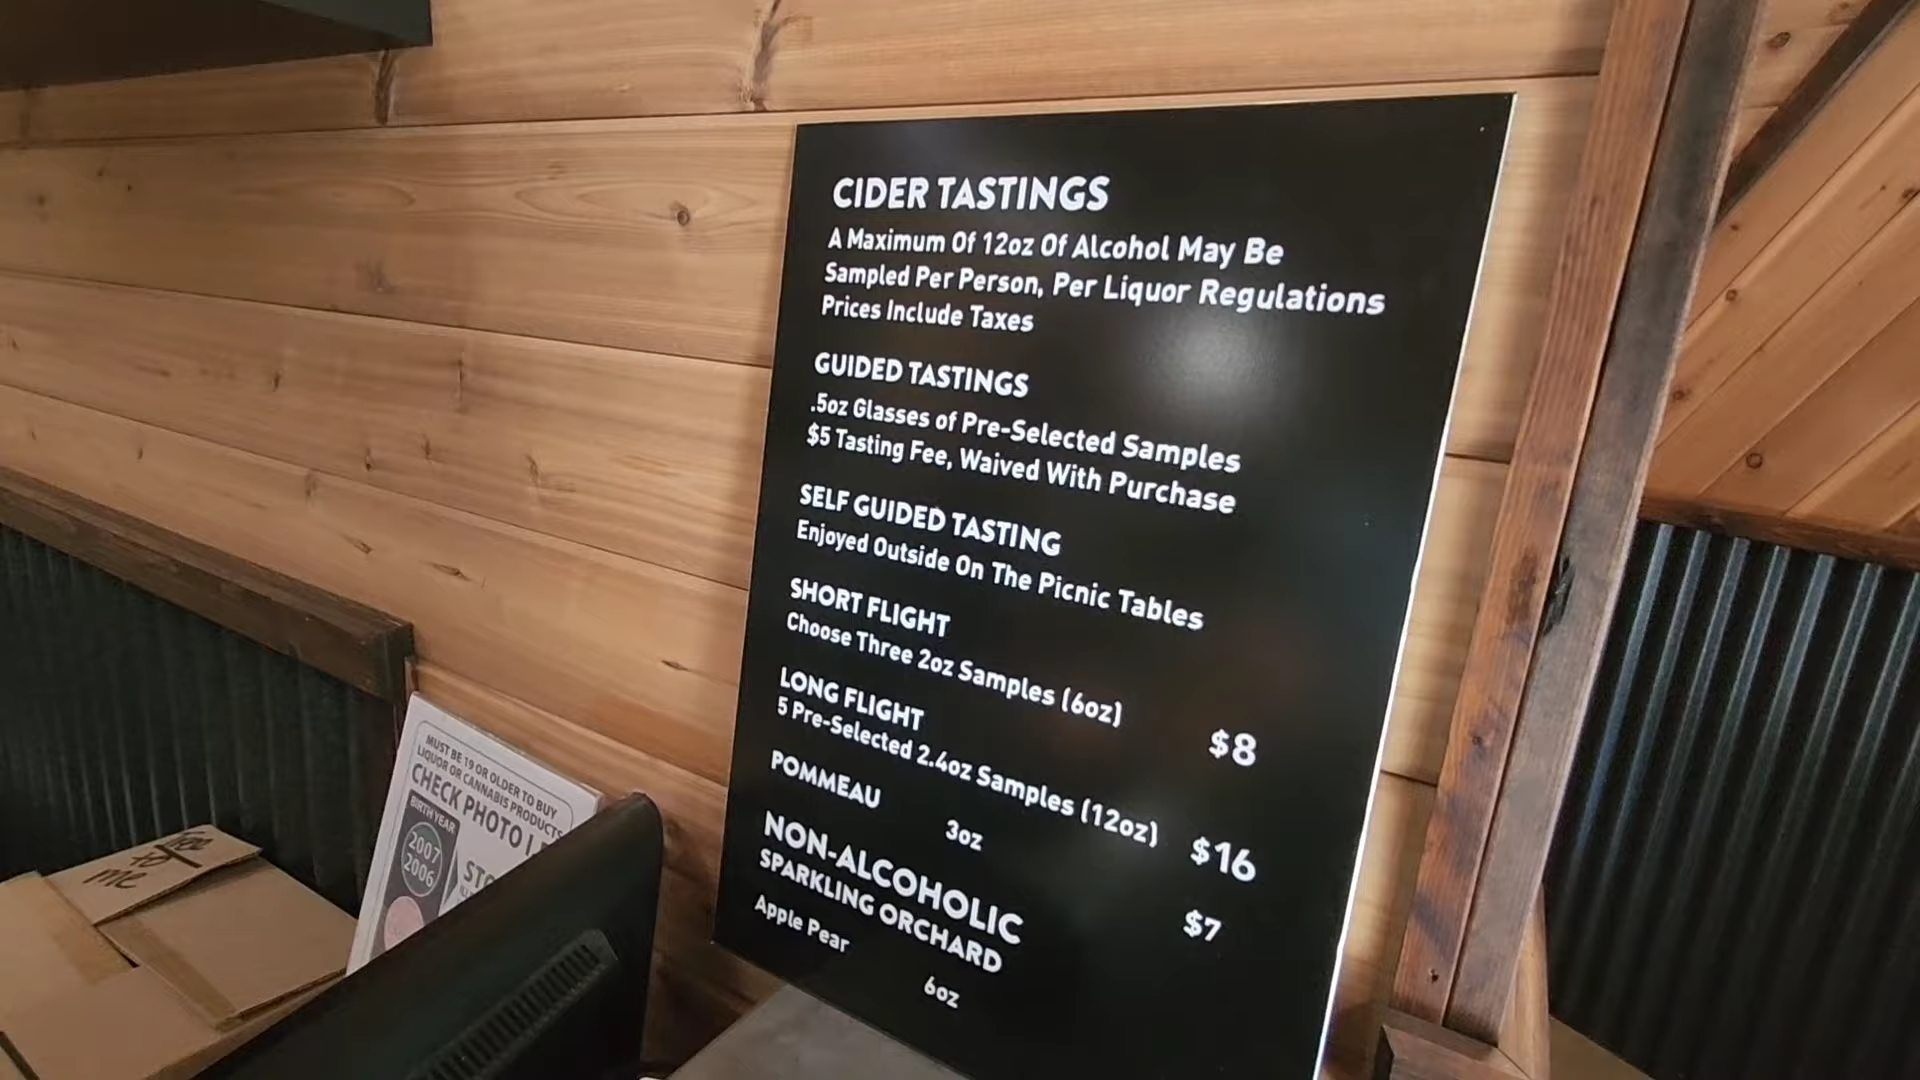 CIDER TASTINGS
A Maximum Of 12oz Of Alcohol May Be
Sampled Per Person, Per Liquor Regulations
Prices Include Taxes
GUIDED TASTINGS
.5oz Glasses of Pre-Selected Samples
$5 Tasting Fee, Waived With Purchase
SELF GUIDED TASTING
Enjoyed Outside On The Picnic Tables
SHORT FLIGHT
Choose Three 2oz Samples (6oz) $8
LONG FLIGHT
5 Pre-Selected 2.4oz Samples (12oz) $16
POMMEAU
3oz $7
NON-ALCOHOLIC
SPARKLING ORCHARD
Apple Pear
6oz
MUST BE 19 OR OLDER TO BUY
LIQUOR OR CANNABIS PRODUCTS
CHECK PHOTO
BIRTH YEAR
2007
2006
to
me